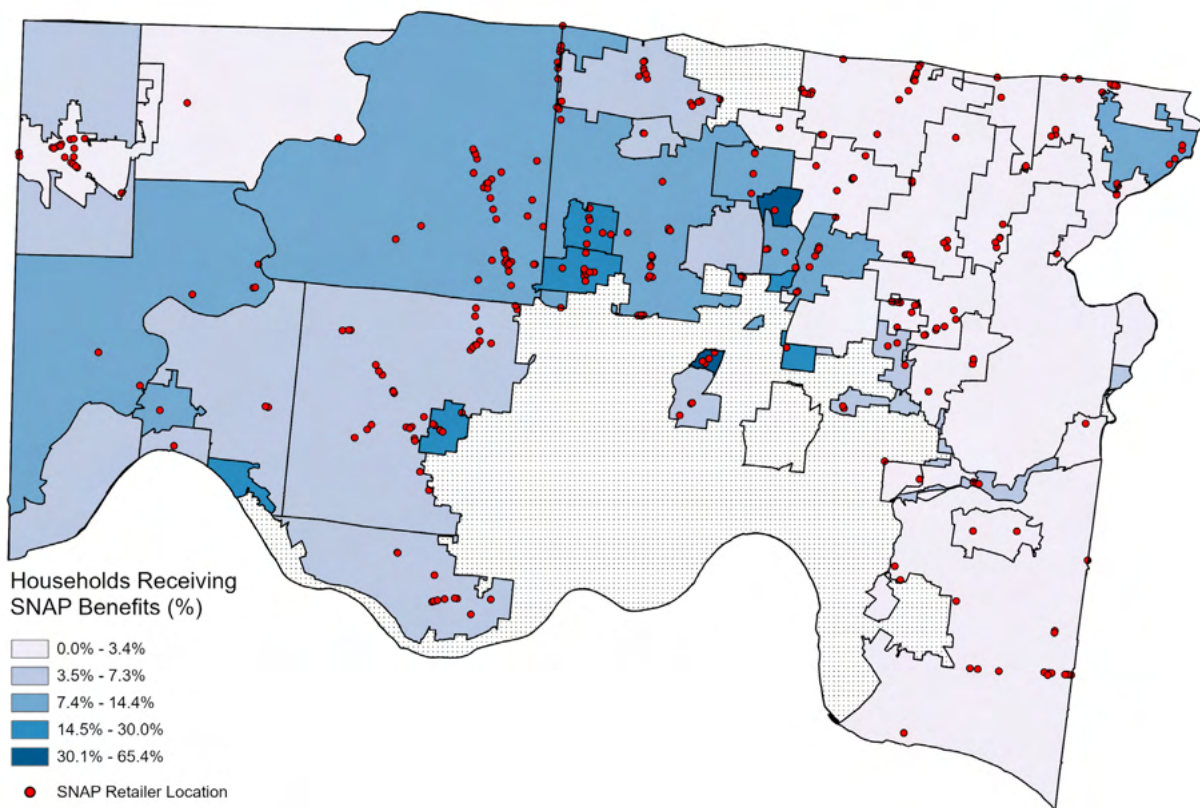 Households Receiving
SNAP Benefits (%)
0.0% - 3.4%
3.5% - 7.3%
7.4% - 14.4%
14.5% - 30.0%
30.1% - 65.4%
SNAP Retailer Location